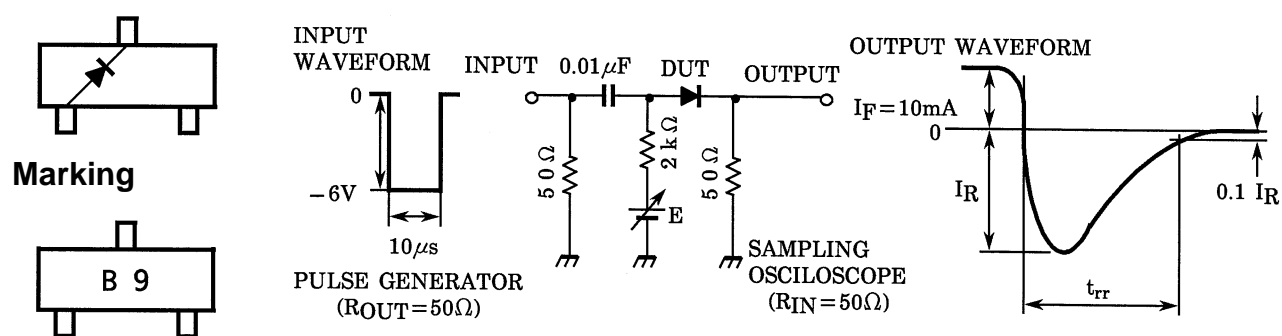 Marking
B 9
INPUT
WAVEFORM
0
−6V
10μs
PULSE GENERATOR
(ROUT=50Ω)
INPUT
0.01μF
DUT
OUTPUT
50Ω
2kΩ
E
50Ω
SAMPLING
OSCILOSCOPE
(RIN=50Ω)
OUTPUT WAVEFORM
IF=10mA
0
IR
0.1 IR
trr